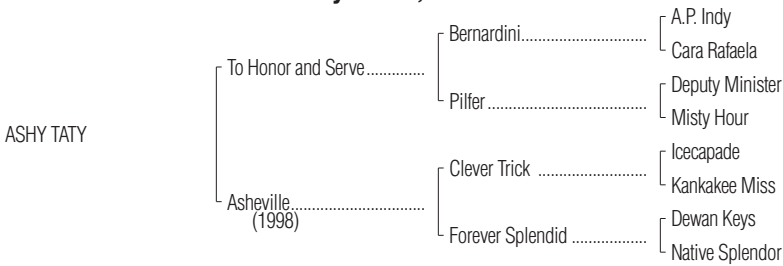 A.P. Indy
Bernardini
Cara Rafaela
To Honor and Serve
Deputy Minister
Pilfer
Misty Hour
ASHY TATY
Icecapade
Clever Trick
Kankakee Miss
Asheville
(1998)
Dewan Keys
Forever Splendid
Native Splendor